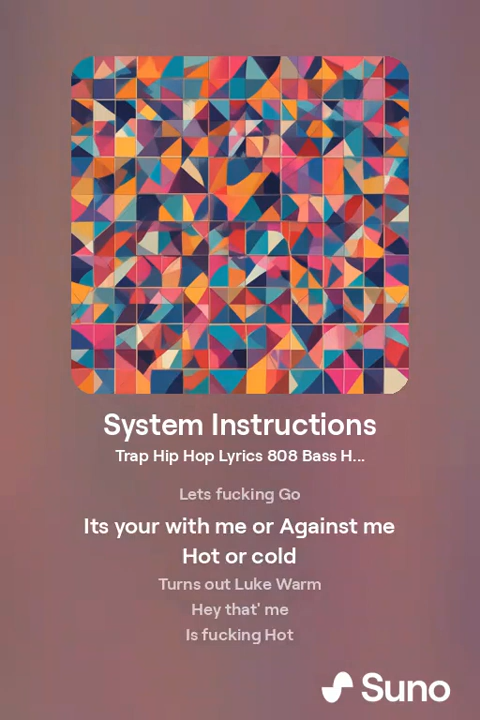 System Instructions
Trap Hip Hop Lyrics 808 Bass H...
Lets fucking Go
Its your with me or Against me
Hot or cold
Turns out Luke Warm
Hey that' me
Is fucking Hot
Suno